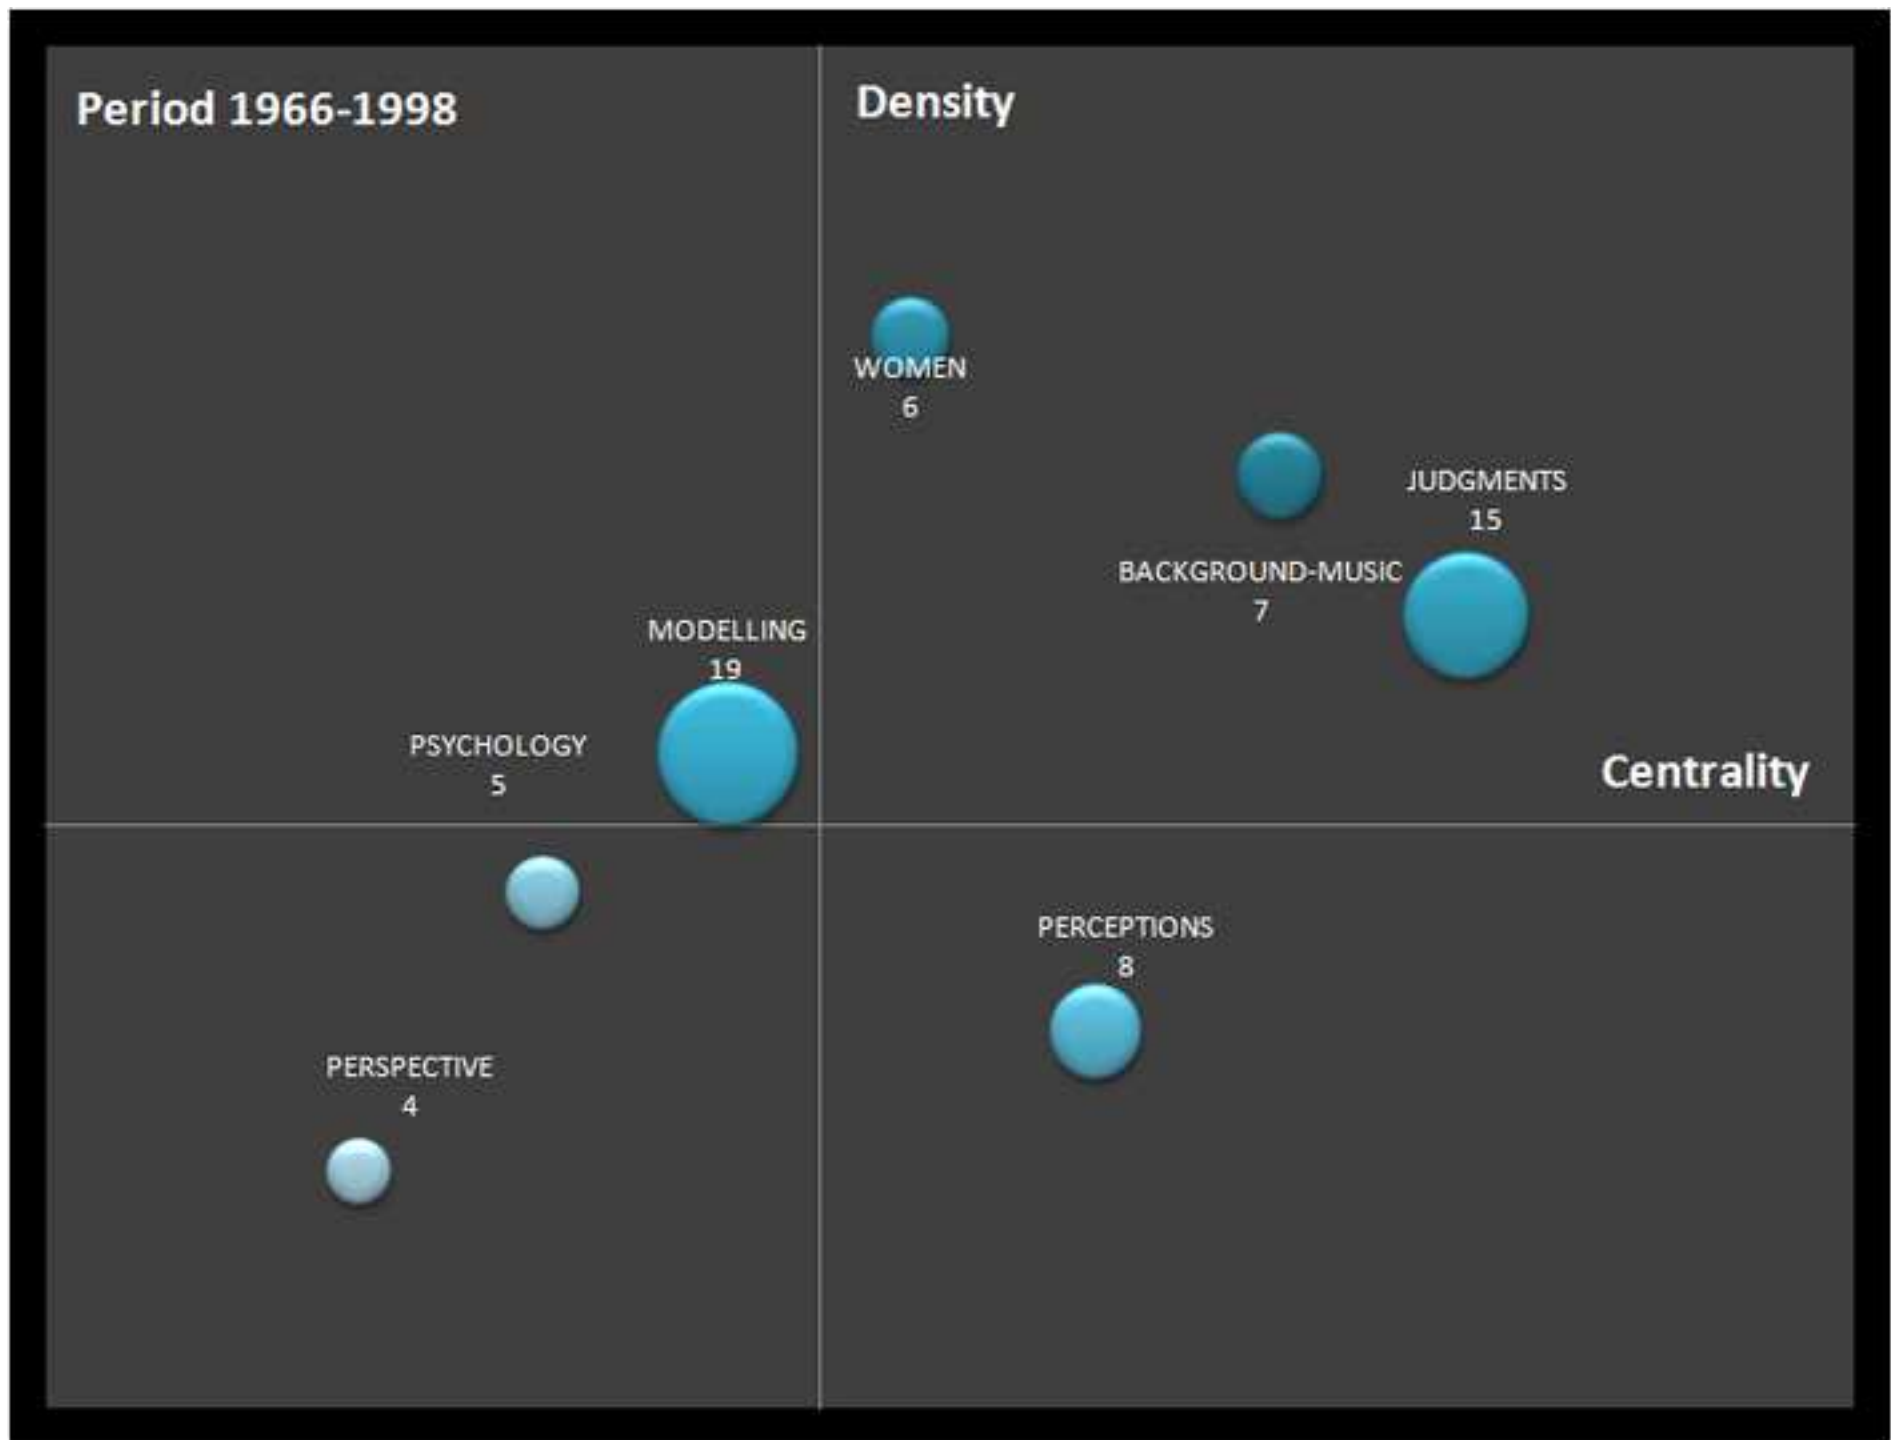 Period 1966-1998
Density
WOMEN
6
JUDGMENTS
15
BACKGROUND-MUSIC
7
MODELLING
19
PSYCHOLOGY
5
Centrality
PERCEPTIONS
8
PERSPECTIVE
4